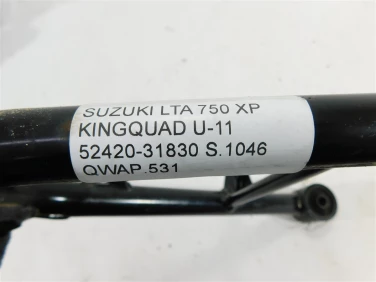 SUZUKI LTA 750 XP
KINGQUAD U-11
52420-31830 S.1046
QWAP.531